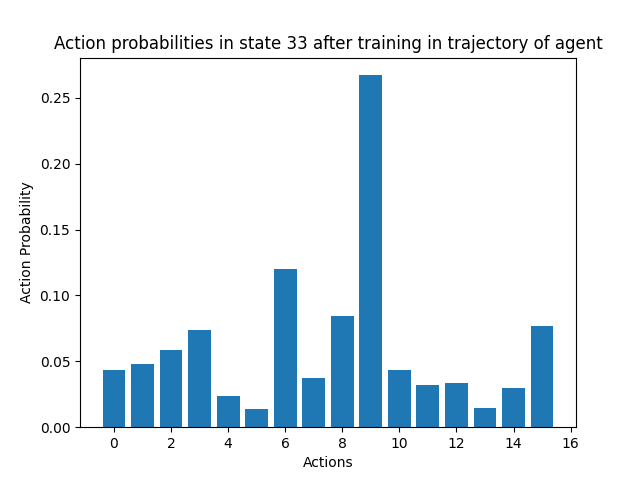 Action probabilities in state 33 after training in trajectory of agent
0.25
0.20
0.15
0.10
0.05
0.00
Action Probability
0 2 4 6 8 10 12 14 16
Actions